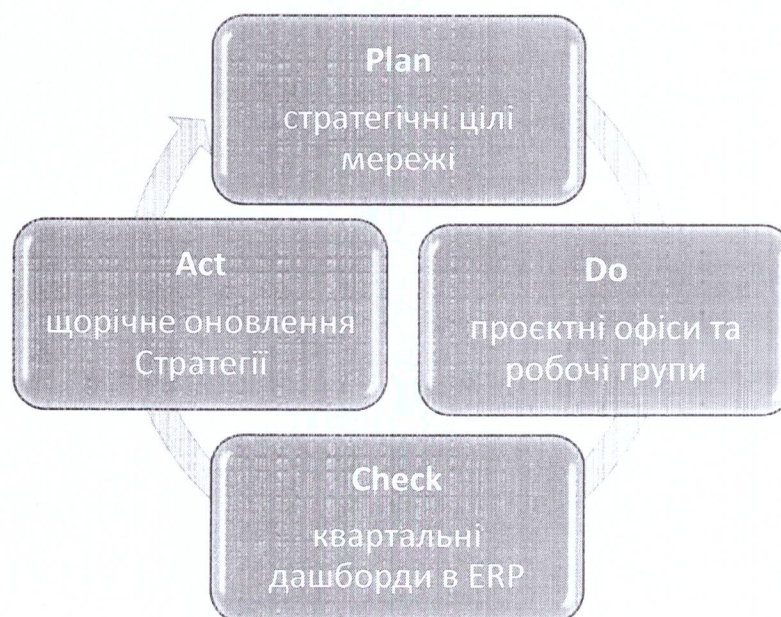 Plan
стратегічні цілі
мережі
Act
щорічне оновлення
Стратегії
Do
проєктні офіси та
робочі групи
Check
квартальні
дашборди в ERP